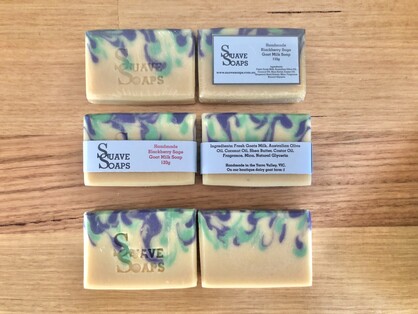 SUAVE
SOAPS
SUAVE
SOAPS
Handmade
Blackberry Sage
Goat Milk Soap
130g
SUAVE
SOAPS
Handmade
Blackberry Sage
Goat Milk Soap
130g
Ingredients: Fresh Goats Milk, Australian Olive
Oil, Coconut Oil, Shea Butter, Castor Oil,
Fragrance, Mica, Natural Glycerin.
Handmade in the Yarra Valley, VIC.
On our boutique dairy goat farm :)
SUAVE
SOAPS